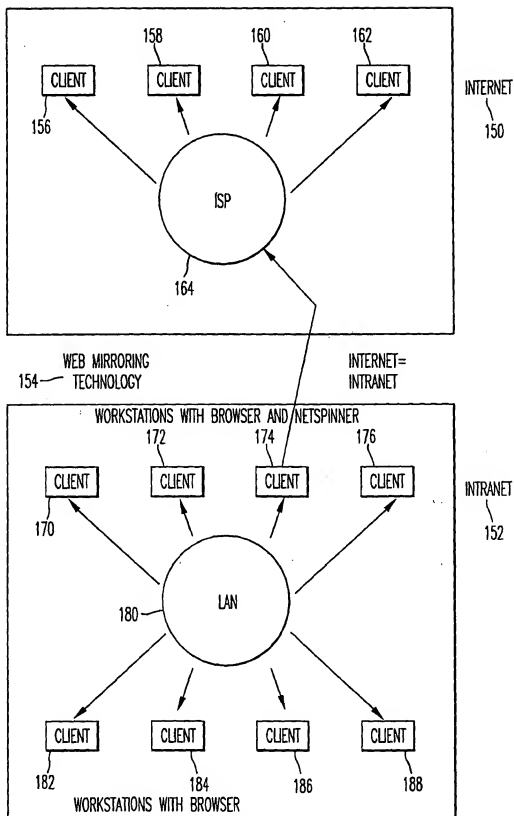 158
160
162
CLIENT
CLIENT
CLIENT
CLIENT
156
INTERNET
150
ISP
164
WEB MIRRORING
154 TECHNOLOGY
INTERNET=
INTRANET
WORKSTATIONS WITH BROWSER AND NETSPINNER
172
174
176
CLIENT
CLIENT
CLIENT
CLIENT
170
INTRANET
152
180
LAN
CLIENT
CLIENT
CLIENT
CLIENT
182
184
186
188
WORKSTATIONS WITH BROWSER